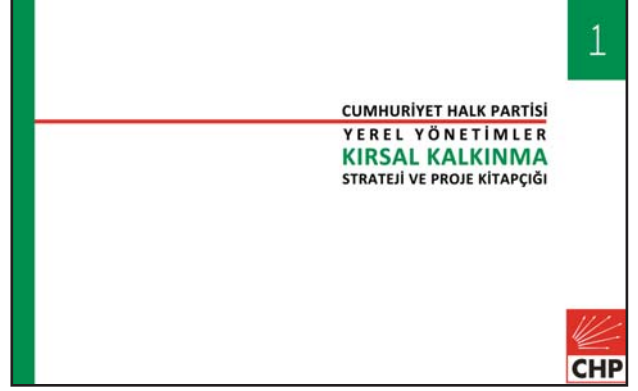 1
CUMHURİYET HALK PARTİSİ
YEREL YÖNETİMLER
KIRSAL KALKINMA
STRATEJİ VE PROJE KİTAPÇIĞI
CHP